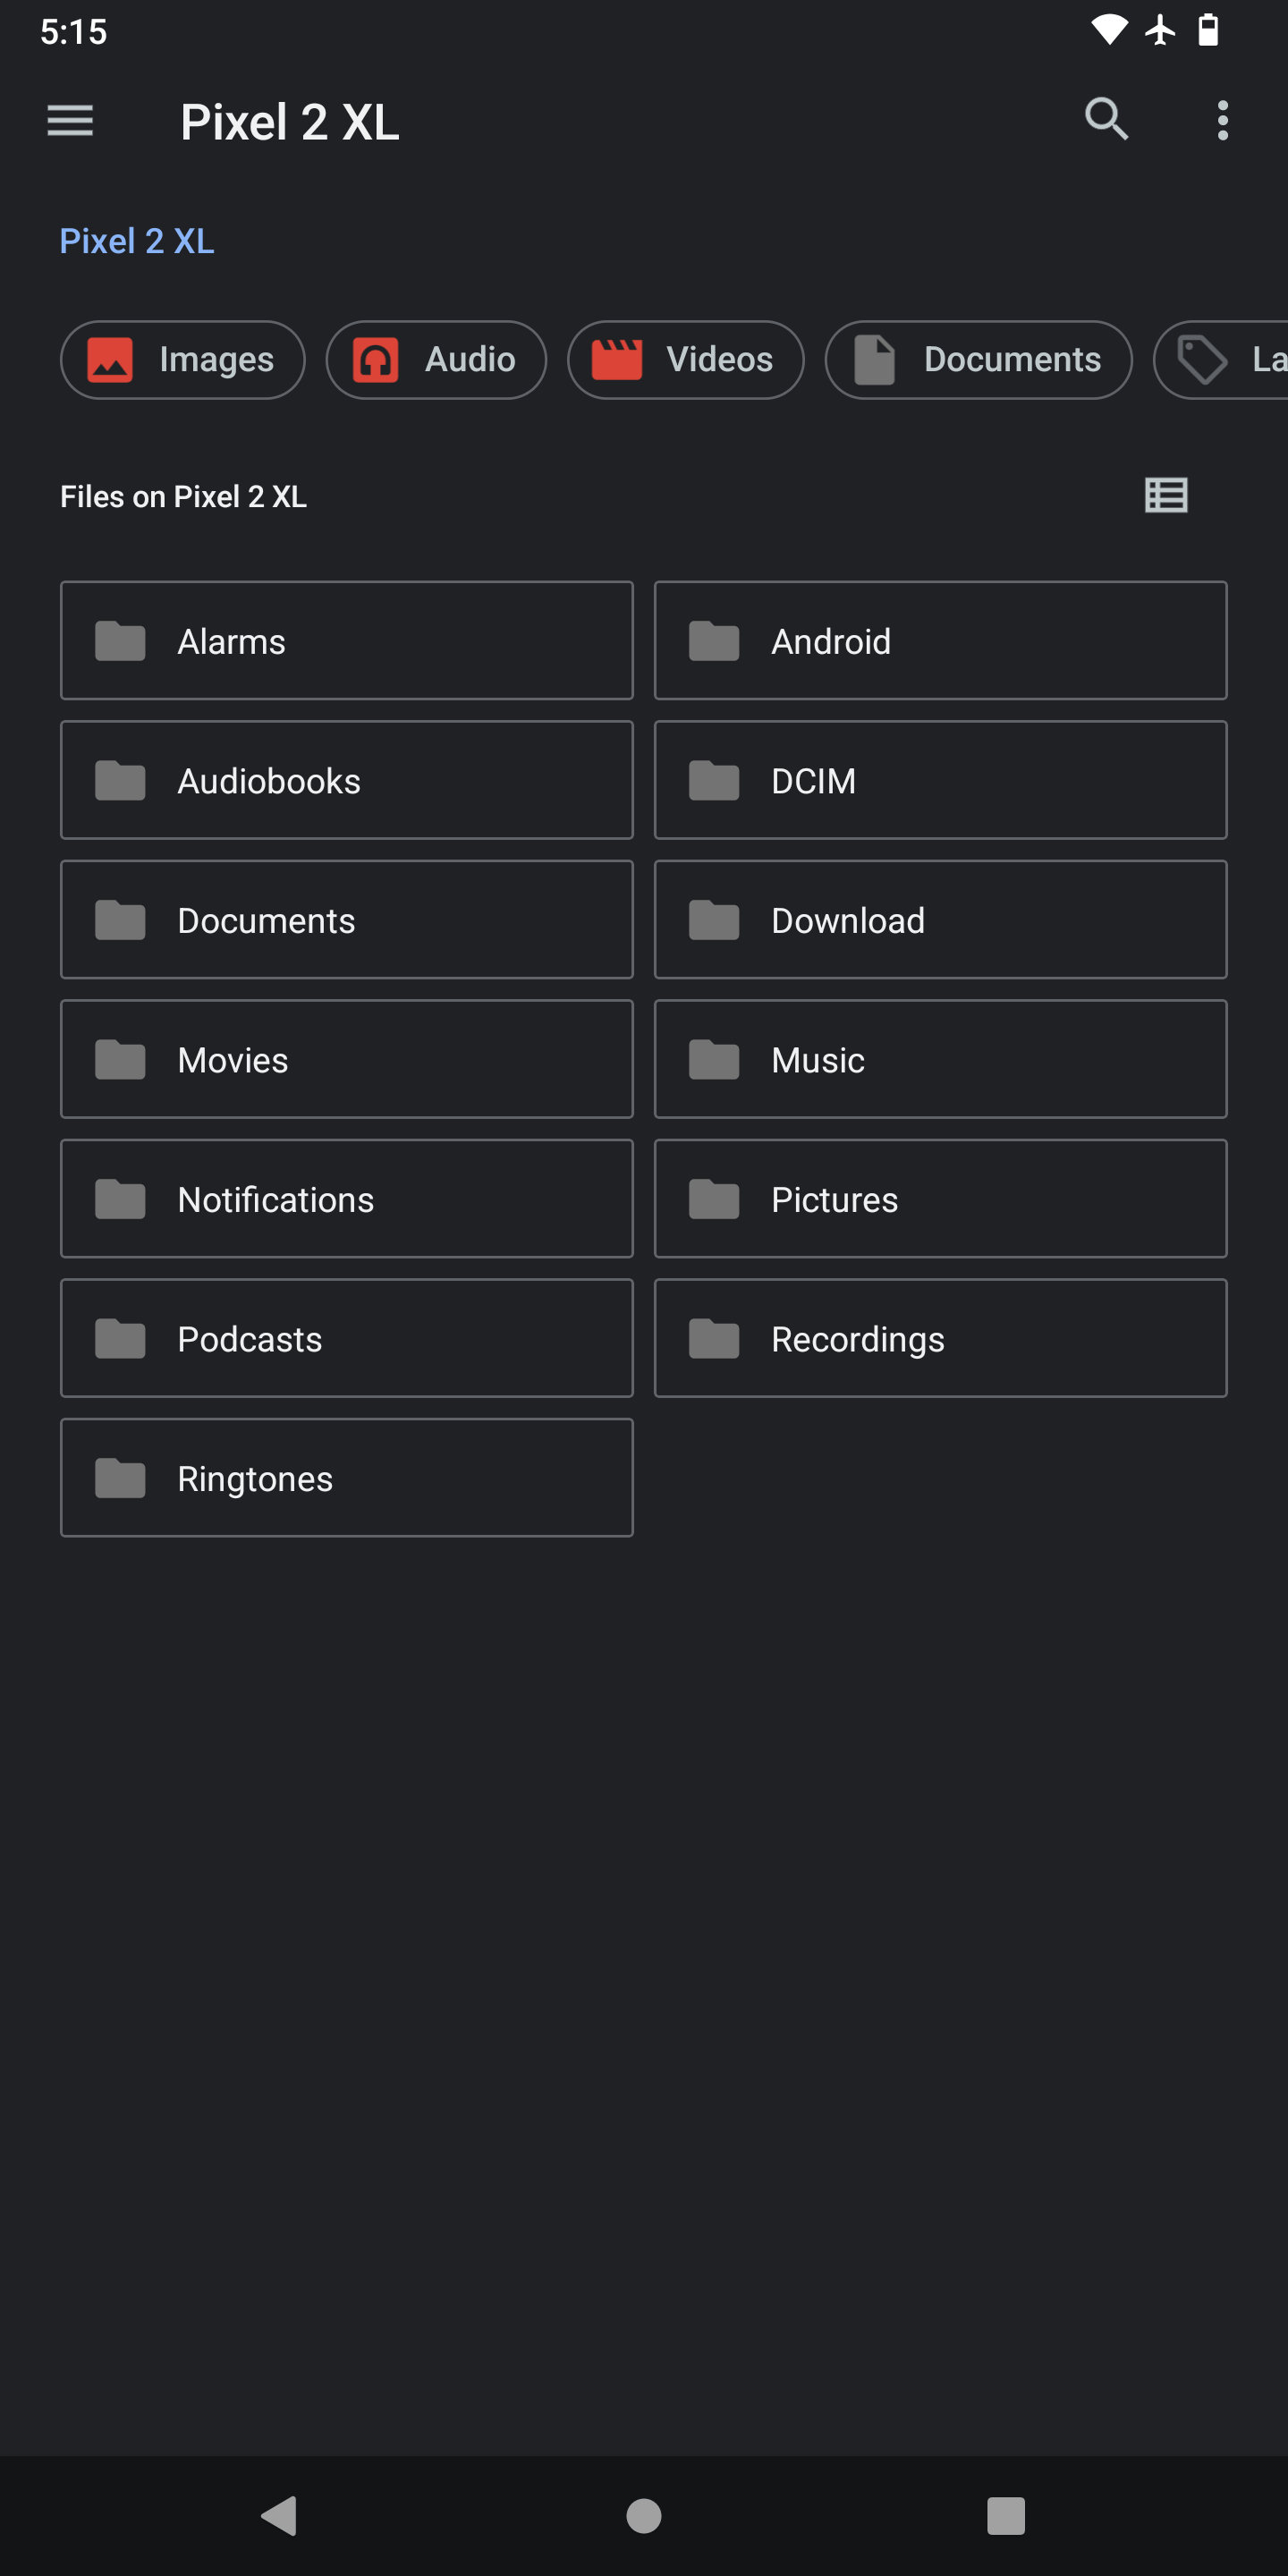 5:15
Pixel 2 XL
Pixel 2 XL
Images Audio Videos Documents La
Files on Pixel 2 XL
Alarms Android
Audiobooks DCIM
Documents Download
Movies Music
Notifications Pictures
Podcasts Recordings
Ringtones